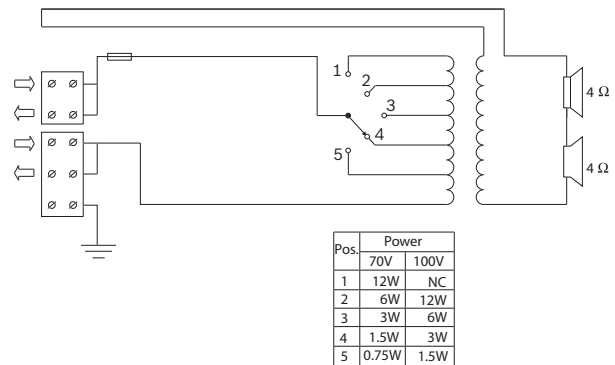 1
2
3
4
5
4 Ω
4 Ω
Pos. Power
70V 100V
1 12W NC
2 6W 12W
3 3W 6W
4 1.5W 3W
5 0.75W 1.5W